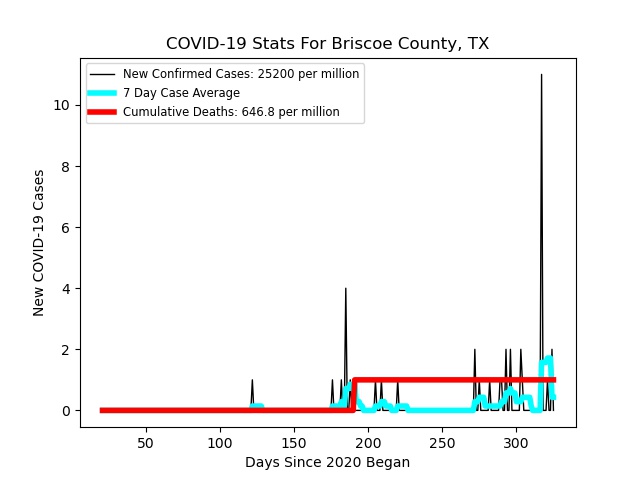 COVID-19 Stats For Briscoe County, TX
New Confirmed Cases: 25200 per million
7 Day Case Average
Cumulative Deaths: 646.8 per million
New COVID-19 Cases
10
8
6
4
2
0
50 100 150 200 250 300
Days Since 2020 Began